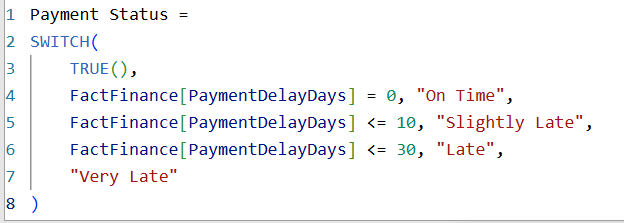 1 Payment Status =
2 SWITCH(
3     TRUE(),
4     FactFinance[PaymentDelayDays] = 0, "On Time",
5     FactFinance[PaymentDelayDays] <= 10, "Slightly Late",
6     FactFinance[PaymentDelayDays] <= 30, "Late",
7     "Very Late"
8 )